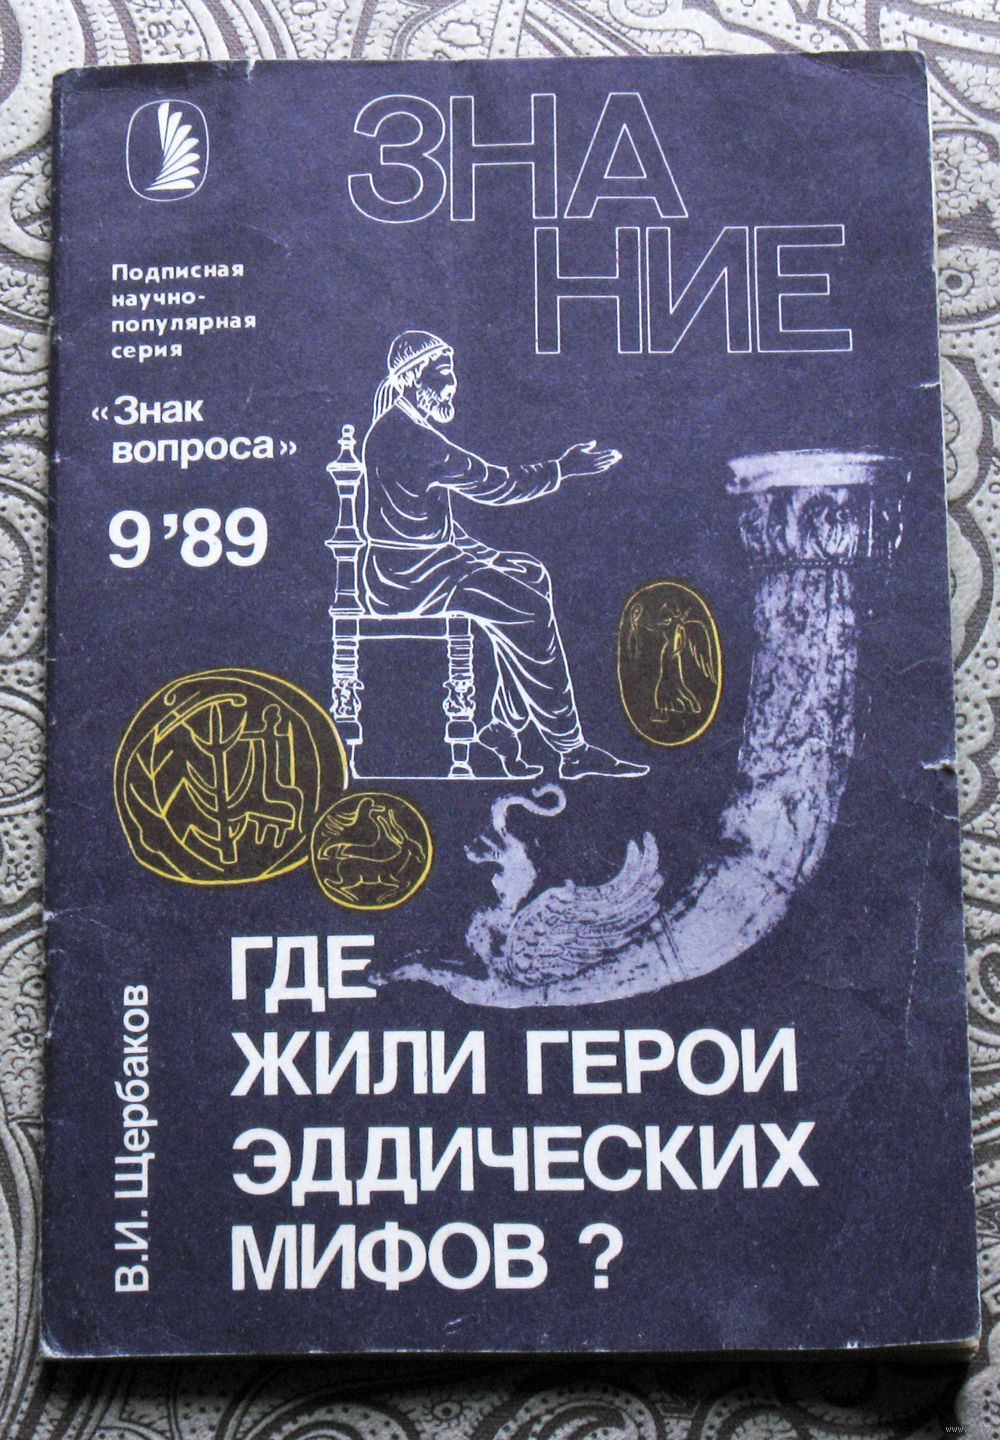 ЗНА
НИЕ
Подписная
научно-
популярная
серия
«Знак
вопроса»
9'89
В.И. Щербаков
ГДЕ
ЖИЛИ ГЕРОИ
ЭДДИЧЕСКИХ
МИФОВ ?